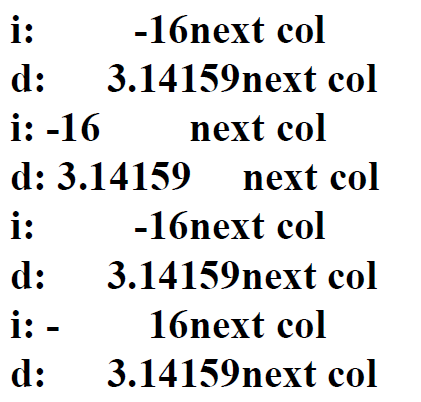 i:          -16next col
d:      3.14159next col
i: -16         next col
d: 3.14159     next col
i:          -16next col
d:      3.14159next col
i: -         16next col
d:      3.14159next col